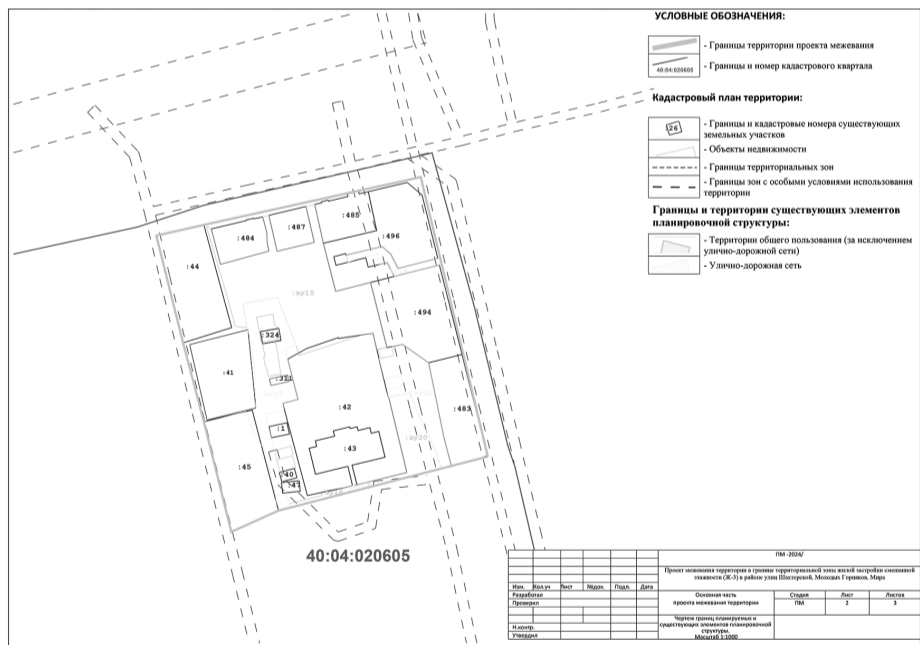 УСЛОВНЫЕ ОБОЗНАЧЕНИЯ:
- Границы территории проекта межевания
40:04:020605
- Границы и номер кадастрового квартала
Кадастровый план территории:
26
- Границы и кадастровые номера существующих
земельных участков
- Объекты недвижимости
- Границы территориальных зон
- Границы зон с особыми условиями использования
территории
Границы и территории существующих элементов
планировочной структуры:
- Территории общего пользования (за исключением
улично-дорожной сети)
- Улично-дорожная сеть
:485
:487
:484
:496
:44
:494
:324
:311
:41
:42
:483
:1
:43
:45
:40
:47
40:04:020605
ПМ -2024/
Проект межевания территории в границе территориальной зоны жилой застройки смешанной
этажности (Ж-3) в районе улиц Шахтерской, Молодых Горняков, Мира
Изм. Кол.уч Лист №док. Подп. Дата
Разработал
Проверил
Н.контр.
Утвердил
Основная часть
проекта межевания территории
Стадия Лист Листов
ПМ 2 3
Чертеж границ планируемых и
существующих элементов планировочной
структуры.
Масштаб 1:1000